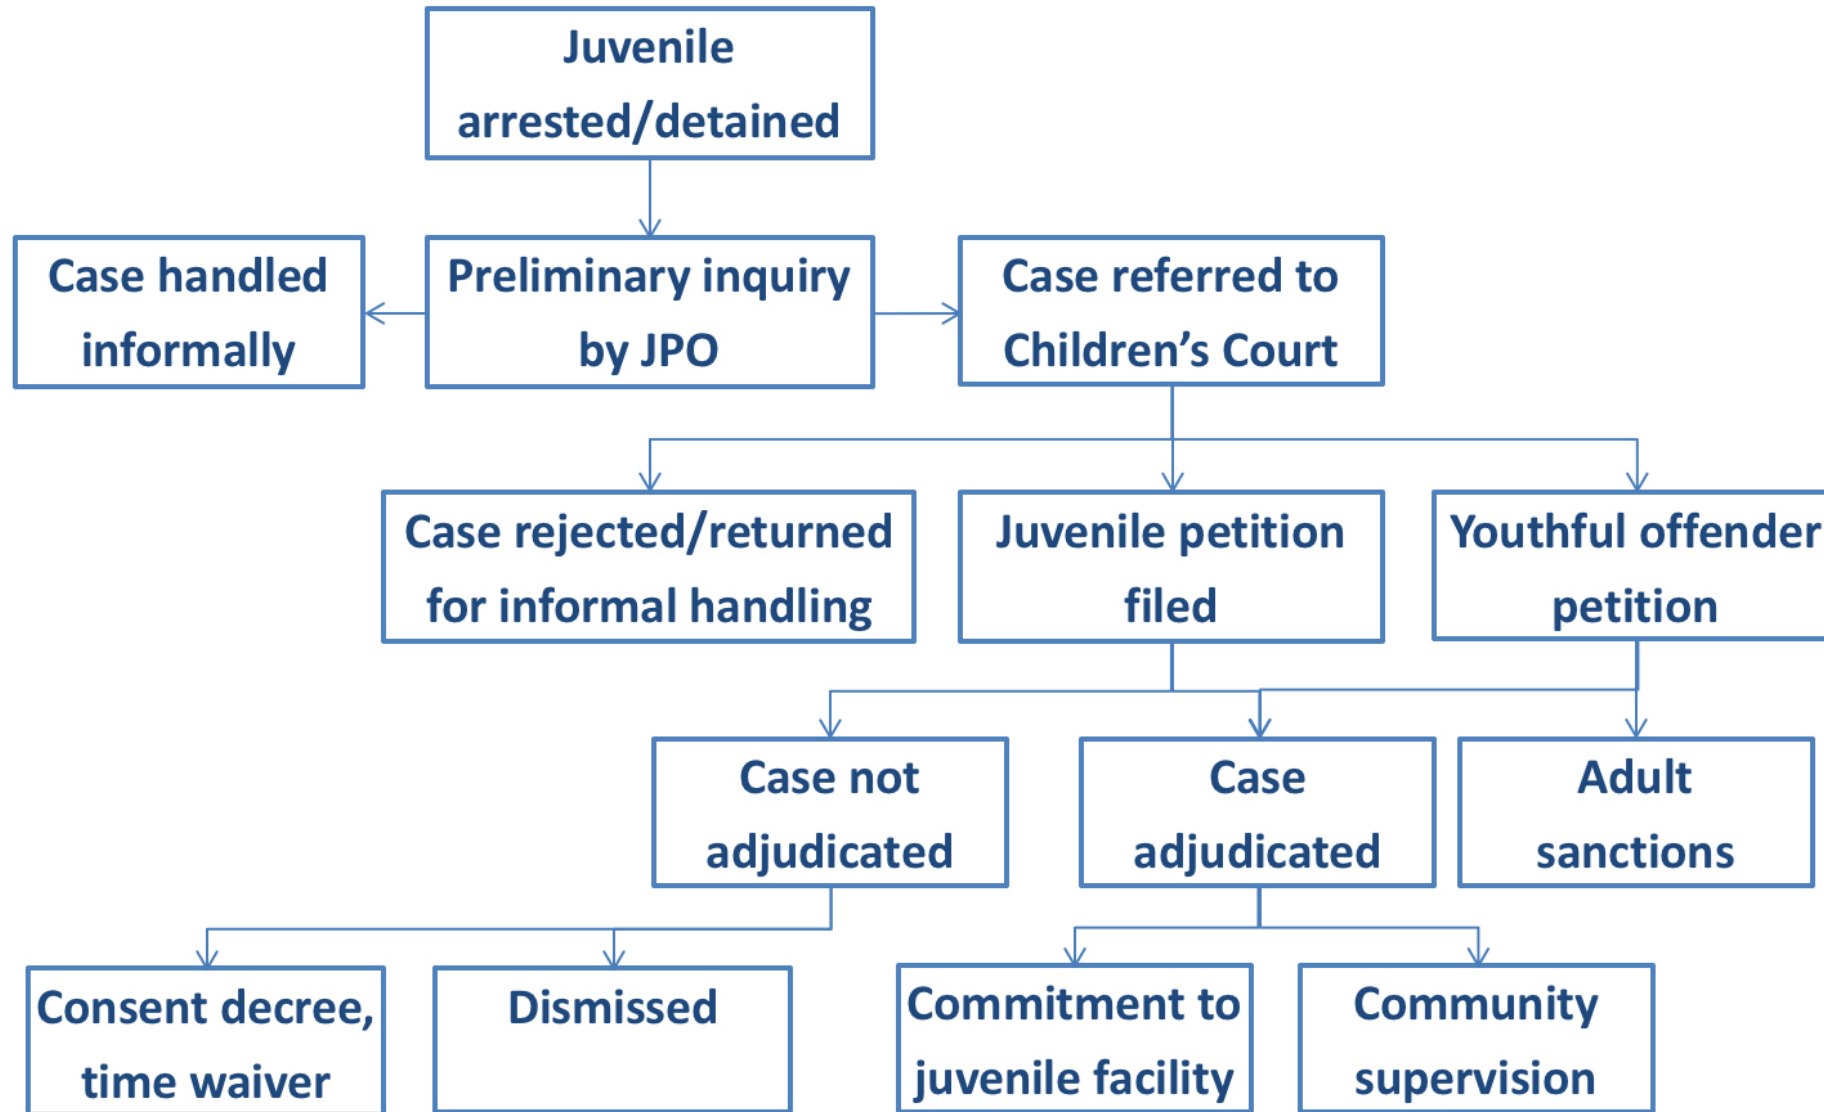 Juvenile
arrested/detained
Case handled
informally
Preliminary inquiry
by JPO
Case referred to
Children’s Court
Case rejected/returned
for informal handling
Juvenile petition
filed
Youthful offender
petition
Case not
adjudicated
Case
adjudicated
Adult
sanctions
Consent decree,
time waiver
Dismissed
Commitment to
juvenile facility
Community
supervision